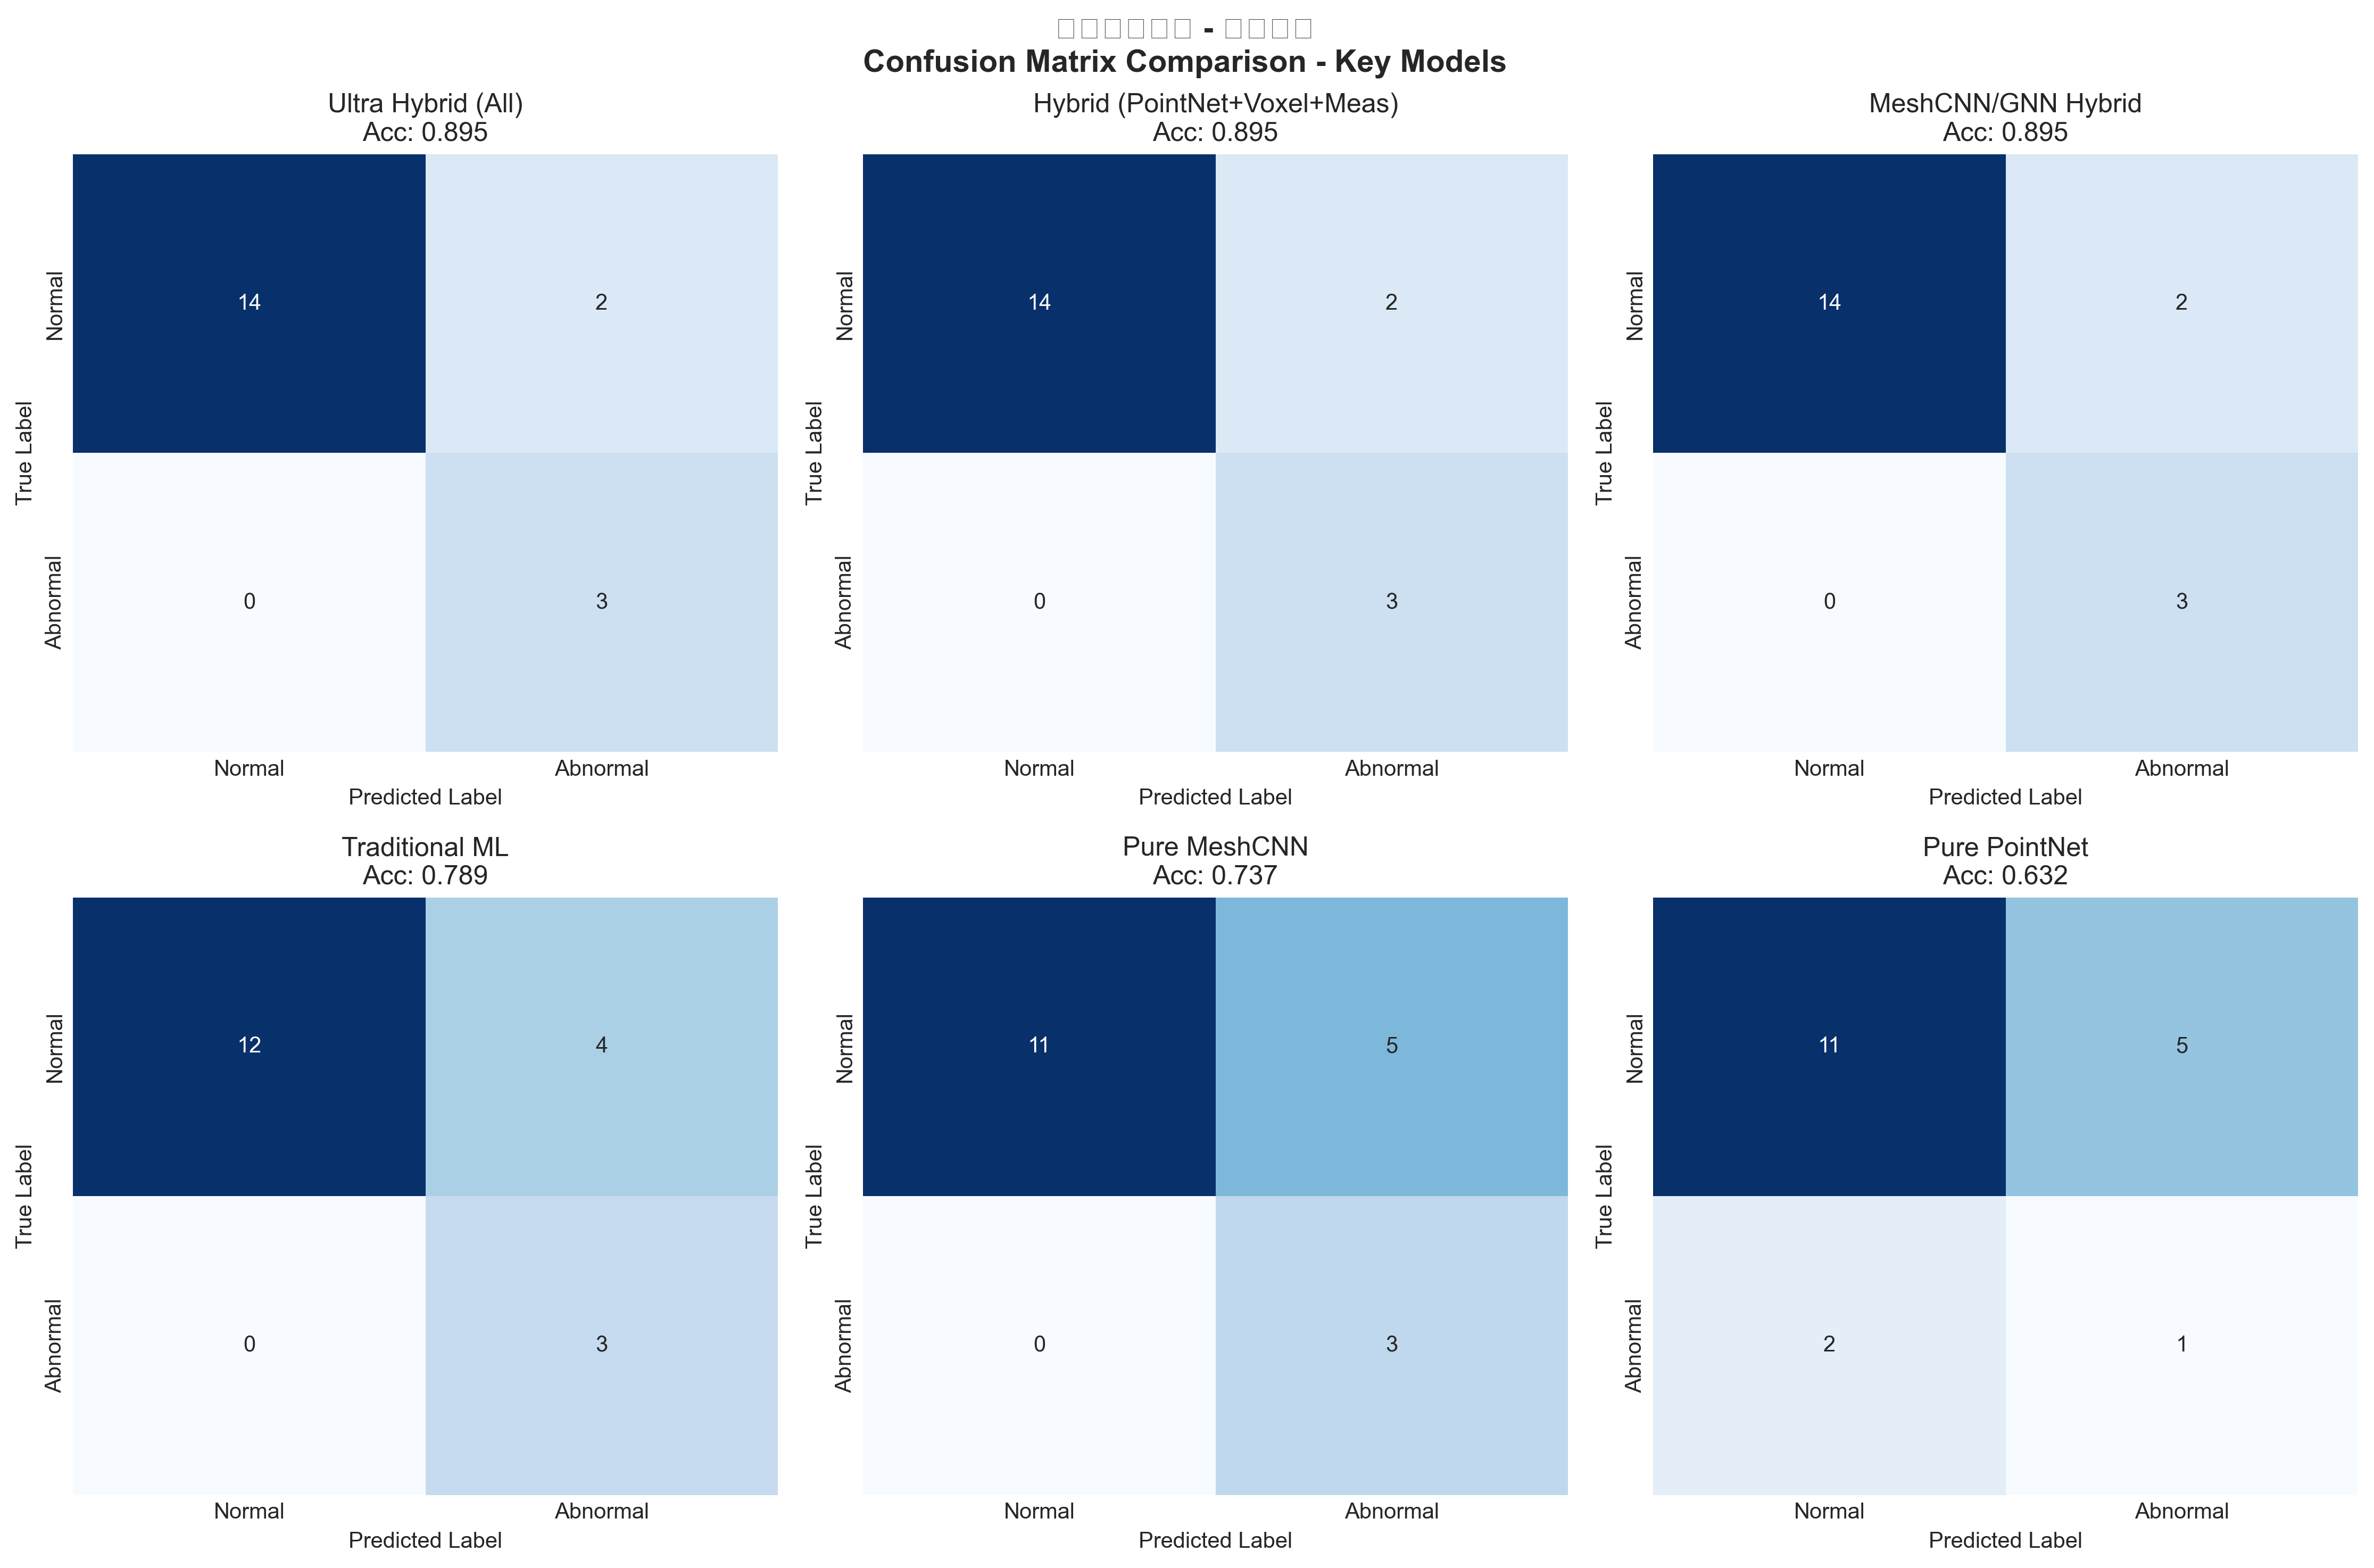 Confusion Matrix Comparison - Key Models
Ultra Hybrid (All)
Acc: 0.895
Normal
Abnormal
True Label
14
2
0
3
Normal
Abnormal
Predicted Label
Hybrid (PointNet+Voxel+Meas)
Acc: 0.895
Normal
Abnormal
True Label
14
2
0
3
Normal
Abnormal
Predicted Label
MeshCNN/GNN Hybrid
Acc: 0.895
Normal
Abnormal
True Label
14
2
0
3
Normal
Abnormal
Predicted Label
Traditional ML
Acc: 0.789
Normal
Abnormal
True Label
12
4
0
3
Normal
Abnormal
Predicted Label
Pure MeshCNN
Acc: 0.737
Normal
Abnormal
True Label
11
5
0
3
Normal
Abnormal
Predicted Label
Pure PointNet
Acc: 0.632
Normal
Abnormal
True Label
11
5
2
1
Normal
Abnormal
Predicted Label